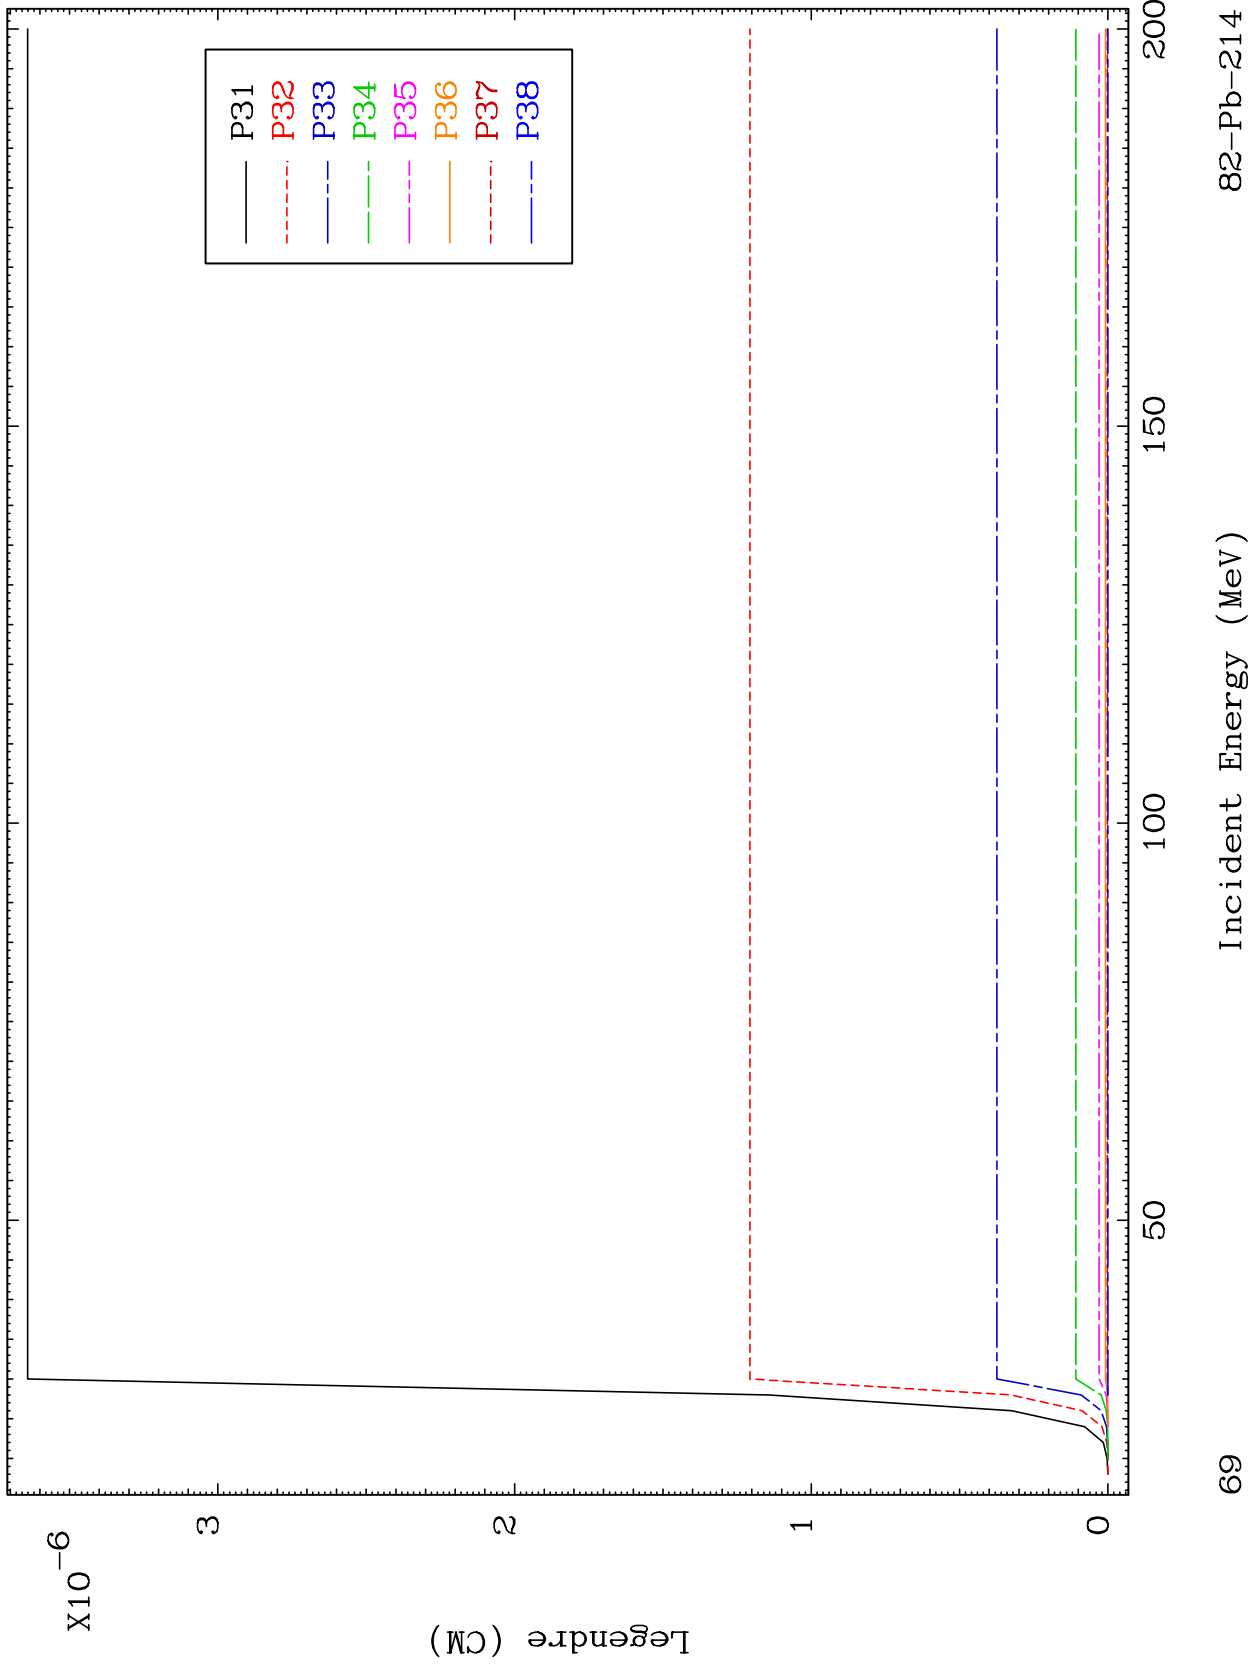 X10-6
Legendre (CM)
3
2
1
0
P31
P32
P33
P34
P35
P36
P37
P38
50
100
150
200
69
Incident Energy (MeV)
82-Pb-214